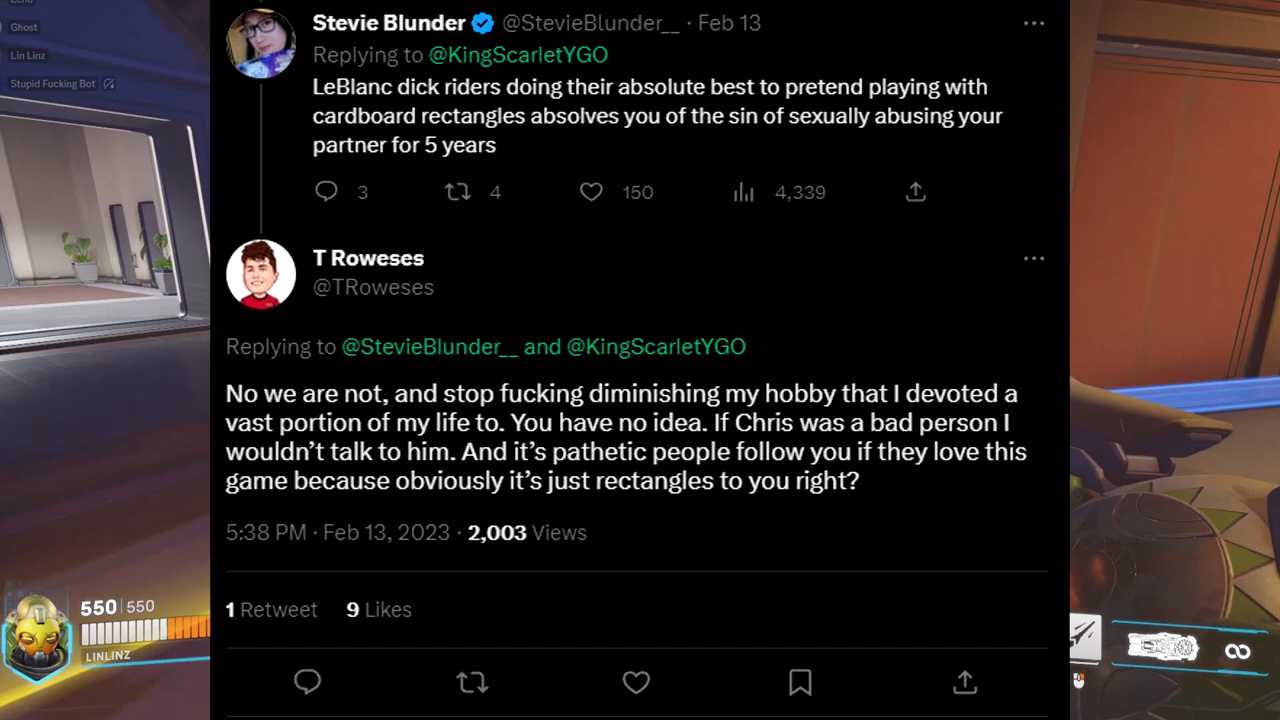 Ghost
Lin Linz
Stupid Fucking Bot
Stevie Blunder @StevieBlunder__ · Feb 13
Replying to @KingScarletYGO
LeBlanc dick riders doing their absolute best to pretend playing with
cardboard rectangles absolves you of the sin of sexually abusing your
partner for 5 years
3 4 150 4,339
T Roweses
@TRoweses
Replying to @StevieBlunder__ and @KingScarletYGO
No we are not, and stop fucking diminishing my hobby that I devoted a
vast portion of my life to. You have no idea. If Chris was a bad person I
wouldn’t talk to him. And it’s pathetic people follow you if they love this
game because obviously it’s just rectangles to you right?
5:38 PM · Feb 13, 2023 · 2,003 Views
1 Retweet 9 Likes
550 | 550
LINLINZ